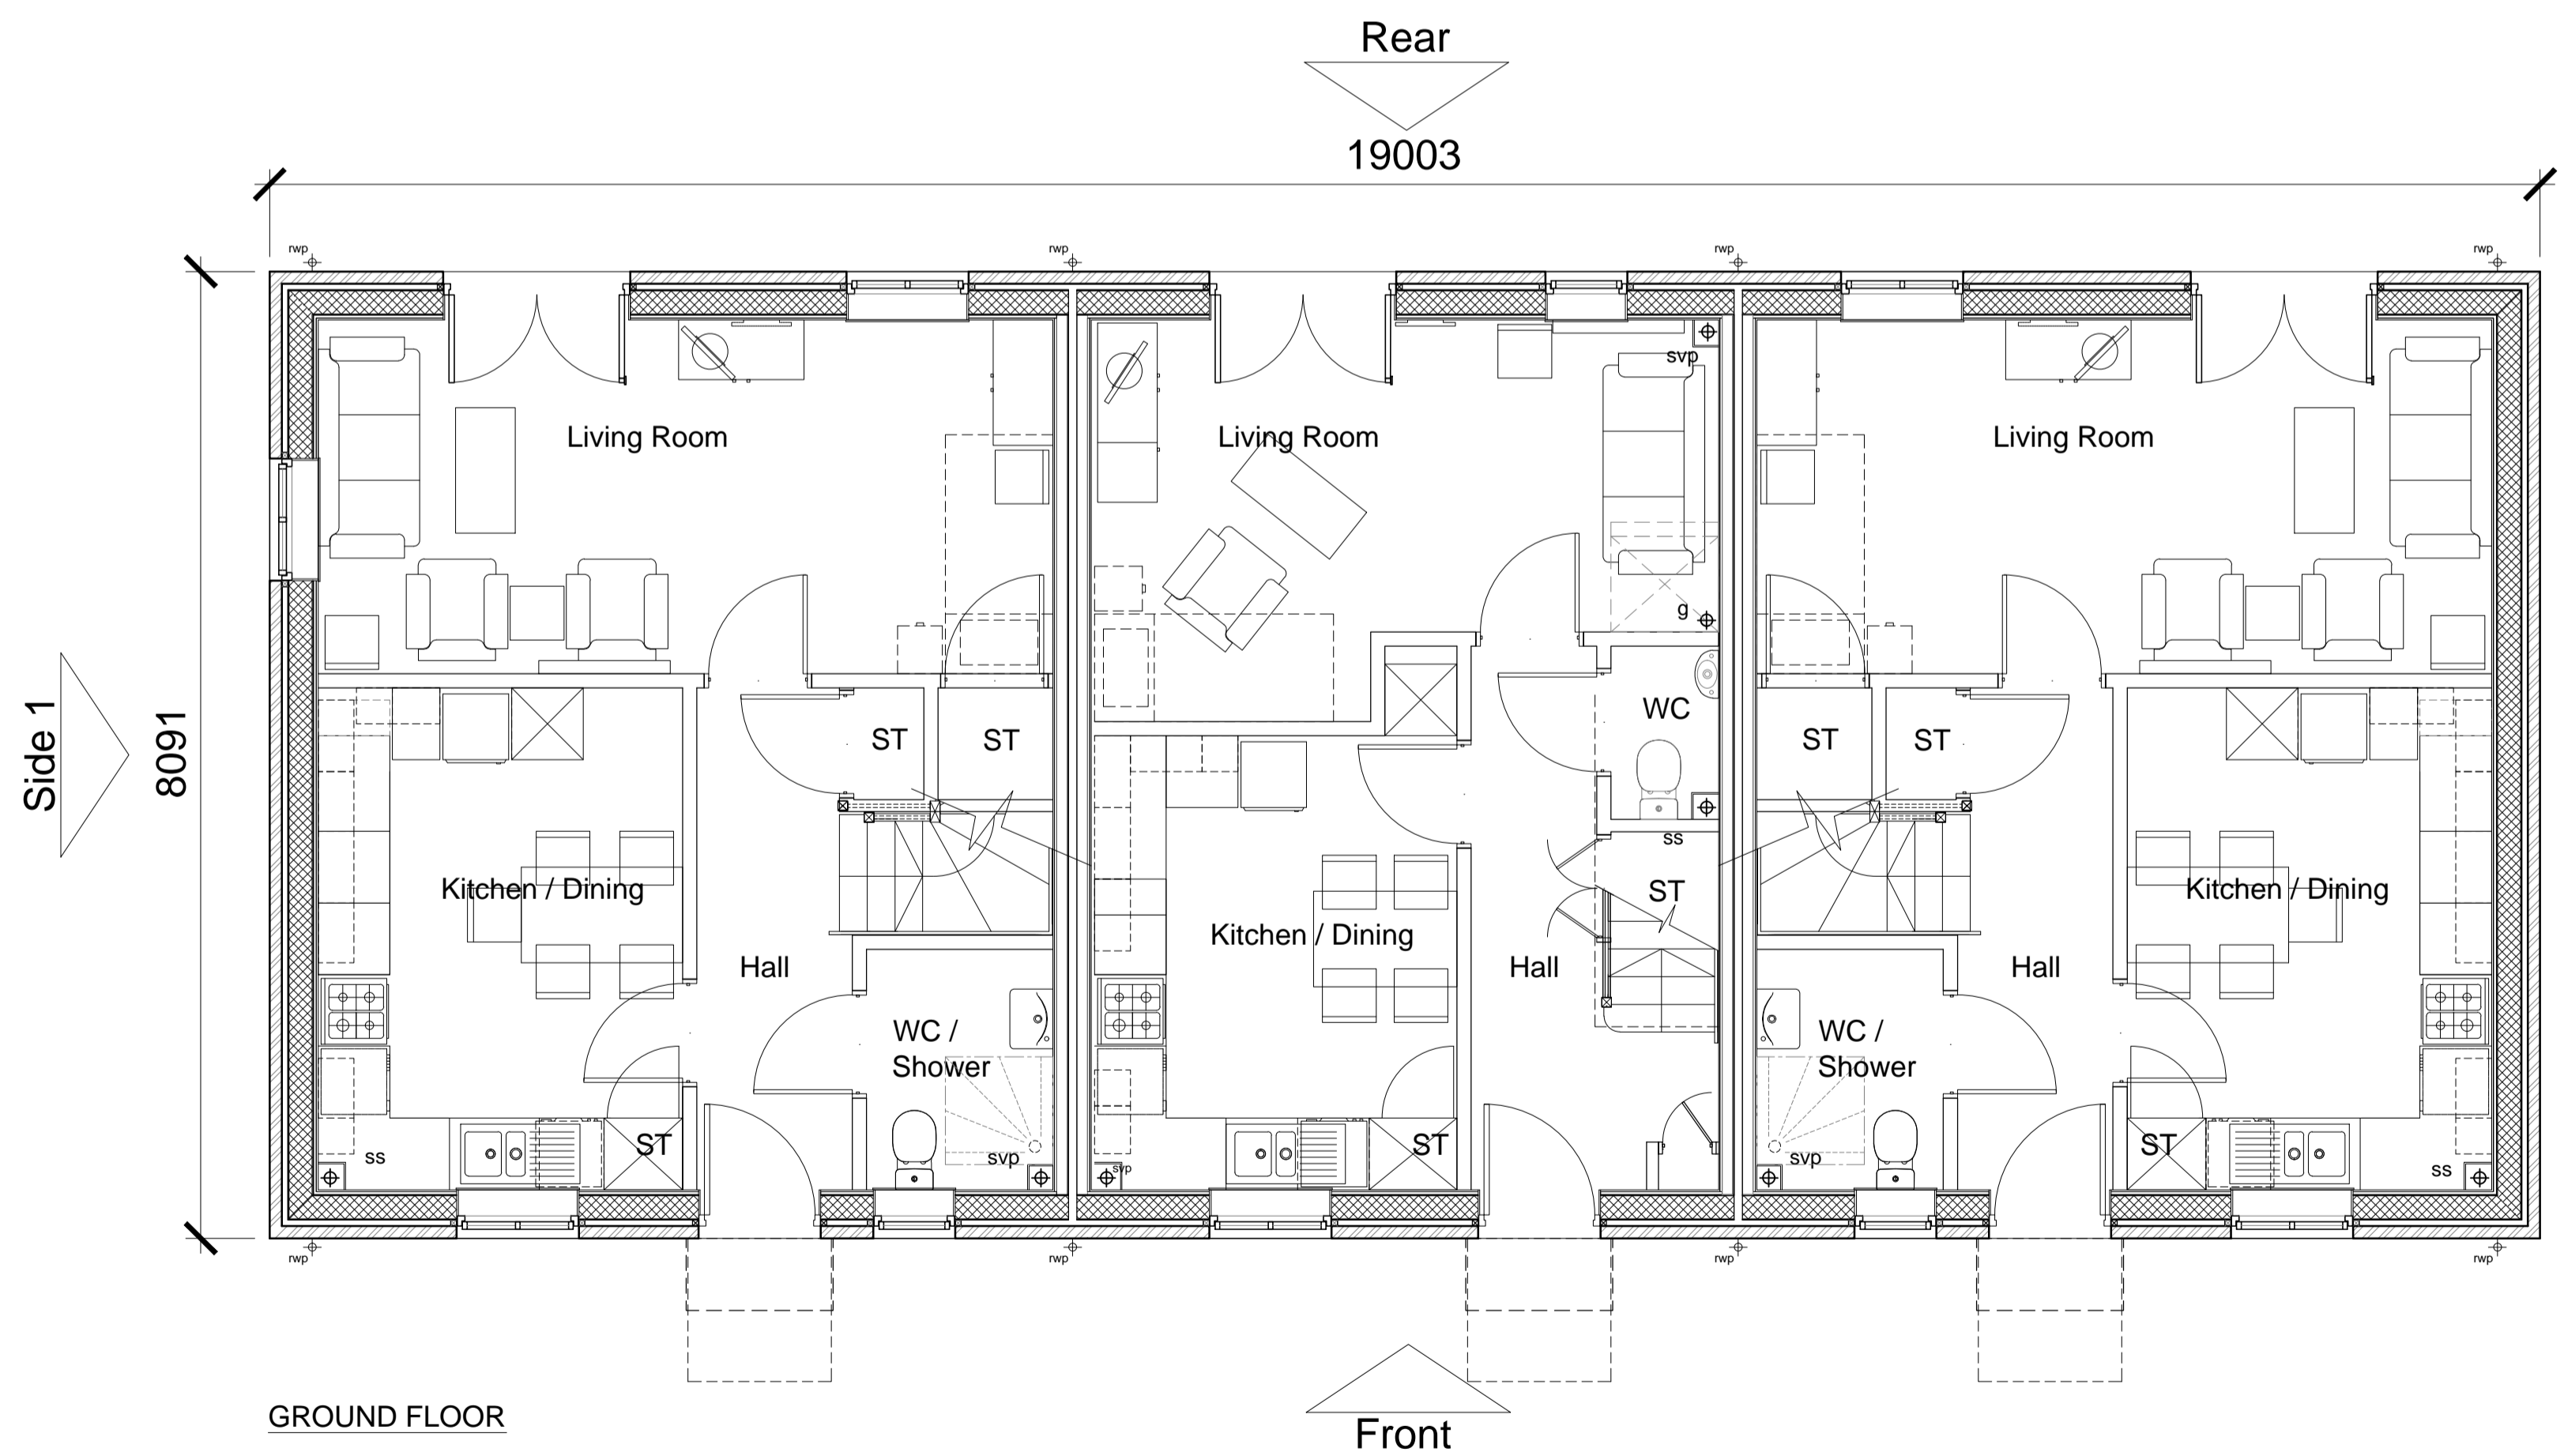 Rear
19003
rwp
rwp
rwp
rwp
svp
Living Room
Living Room
Living Room
g
Side 1
8091
WC
ST
ST
ST
ST
ss
Kitchen / Dining
ST
Kitchen / Dining
Kitchen / Dining
Hall
Hall
Hall
WC /
Shower
WC /
Shower
ST
ST
ST
ss
svp
svp
svp
ss
rwp
rwp
rwp
rwp
GROUND FLOOR
Front